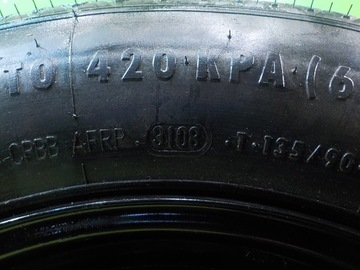 TO 420 KPA (6
CPBB AFRP · 3108 · T·135/90